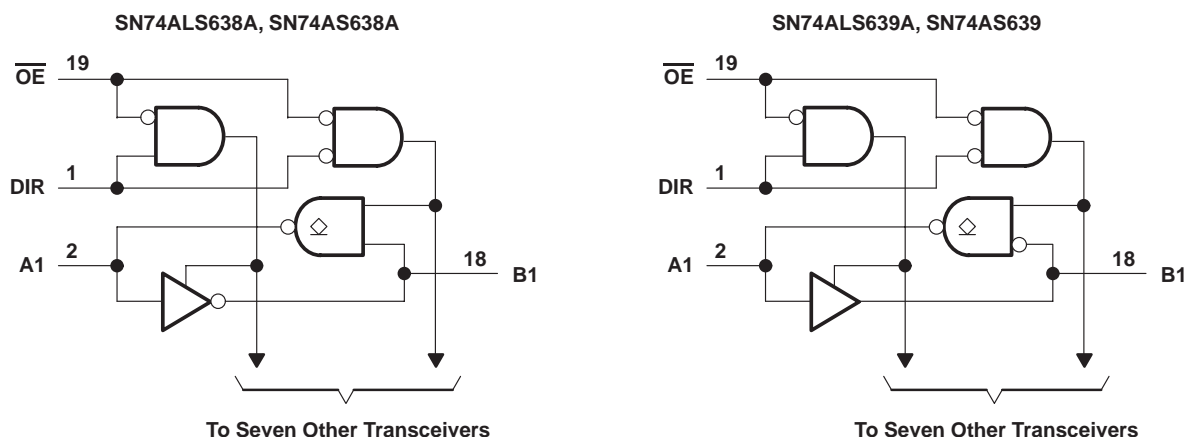 SN74ALS638A, SN74AS638A
OE 19
DIR 1
A1 2
18 B1
To Seven Other Transceivers
SN74ALS639A, SN74AS639
OE 19
DIR 1
A1 2
18 B1
To Seven Other Transceivers